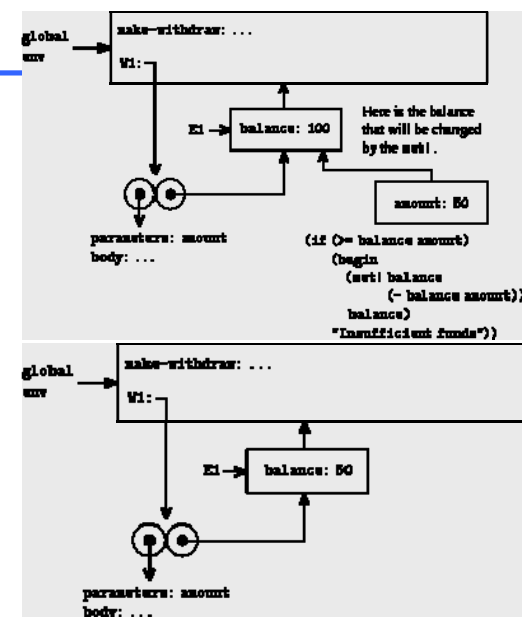 global
env
make-withdraw: ...
W1:
E1
balance: 100
Here is the balance
that will be changed
by the set! .
amount: 50
parameters: amount
body: ...
(if (>= balance amount)
(begin
(set! balance
(- balance amount))
balance)
"Insufficient funds"))
global
env
make-withdraw: ...
W1:
E1
balance: 50
parameters: amount
body: ...